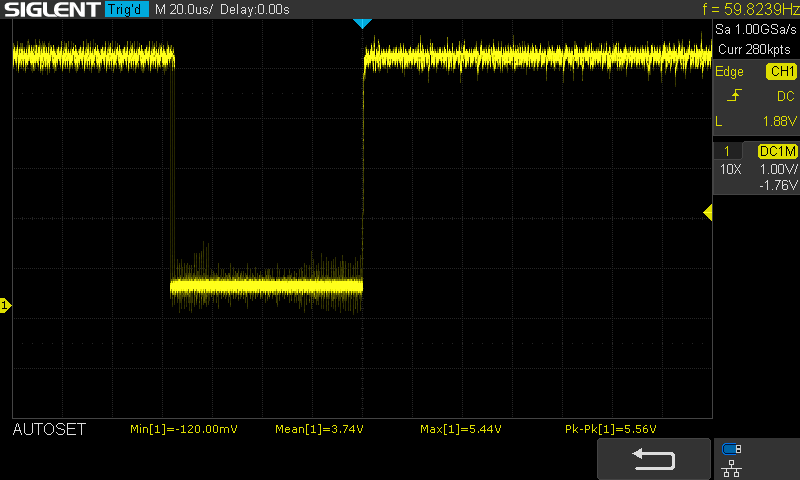 SIGLENT Trig'd M 20.0us/ Delay:0.00s f = 59.8239Hz
Sa 1.00GSa/s
Curr 280kpts
Edge CH1
DC
L 1.88V
1 DC1M
10X 1.00V/
-1.76V
1
AUTOSET Min[1]=-120.00mV Mean[1]=3.74V Max[1]=5.44V Pk-Pk[1]=5.56V